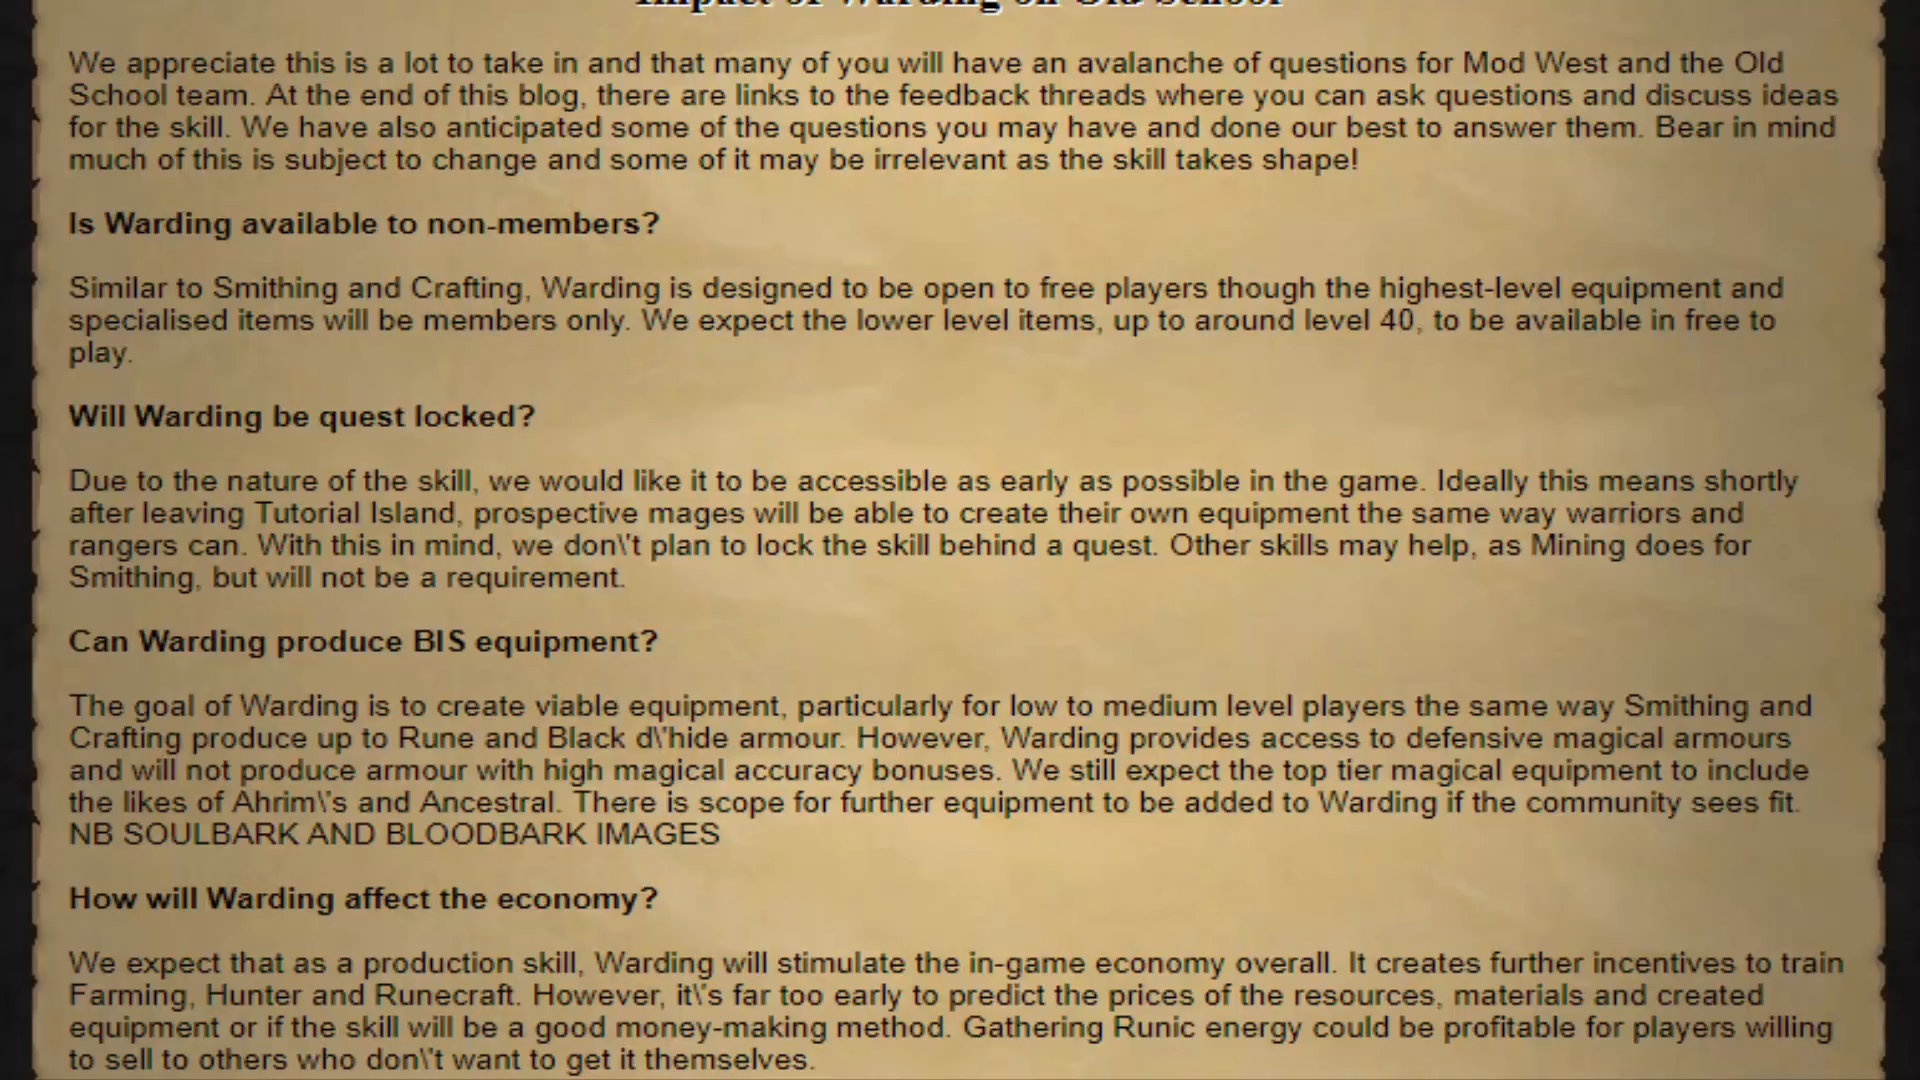 Impact of Warding on Old School
We appreciate this is a lot to take in and that many of you will have an avalanche of questions for Mod West and the Old
School team. At the end of this blog, there are links to the feedback threads where you can ask questions and discuss ideas
for the skill. We have also anticipated some of the questions you may have and done our best to answer them. Bear in mind
much of this is subject to change and some of it may be irrelevant as the skill takes shape!
Is Warding available to non-members?
Similar to Smithing and Crafting, Warding is designed to be open to free players though the highest-level equipment and
specialised items will be members only. We expect the lower level items, up to around level 40, to be available in free to
play.
Will Warding be quest locked?
Due to the nature of the skill, we would like it to be accessible as early as possible in the game. Ideally this means shortly
after leaving Tutorial Island, prospective mages will be able to create their own equipment the same way warriors and
rangers can. With this in mind, we don\'t plan to lock the skill behind a quest. Other skills may help, as Mining does for
Smithing, but will not be a requirement.
Can Warding produce BIS equipment?
The goal of Warding is to create viable equipment, particularly for low to medium level players the same way Smithing and
Crafting produce up to Rune and Black d\'hide armour. However, Warding provides access to defensive magical armours
and will not produce armour with high magical accuracy bonuses. We still expect the top tier magical equipment to include
the likes of Ahrim\'s and Ancestral. There is scope for further equipment to be added to Warding if the community sees fit.
NB SOULBARK AND BLOODBARK IMAGES
How will Warding affect the economy?
We expect that as a production skill, Warding will stimulate the in-game economy overall. It creates further incentives to train
Farming, Hunter and Runecraft. However, it\'s far too early to predict the prices of the resources, materials and created
equipment or if the skill will be a good money-making method. Gathering Runic energy could be profitable for players willing
to sell to others who don\'t want to get it themselves.